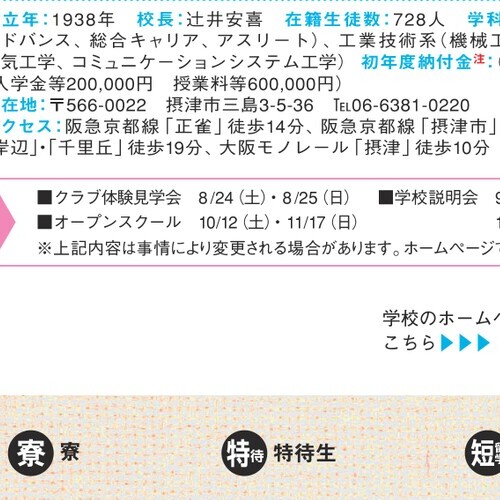 立年：1938年　校長：辻井安喜　在籍生徒数：728人　学科
ドバンス、総合キャリア、アスリート）、工業技術系（機械工
気工学、コミュニケーションシステム工学）　初年度納付金注：
入学金等200,000円　授業料等600,000円）
在地：〒566-0022　摂津市三島3-5-36　℡06-6381-0220
クセス：阪急京都線「正雀」徒歩14分、阪急京都線「摂津市」
岸辺」・「千里丘」徒歩19分、大阪モノレール「摂津」徒歩10分
■クラブ体験見学会　8/24（土）・8/25（日）　■学校説明会　9
■オープンスクール　10/12（土）・11/17（日）　1
※上記内容は事情により変更される場合があります。ホームページで
学校のホームペ
こちら▶▶▶
寮 寮　特待 特待生　短留学